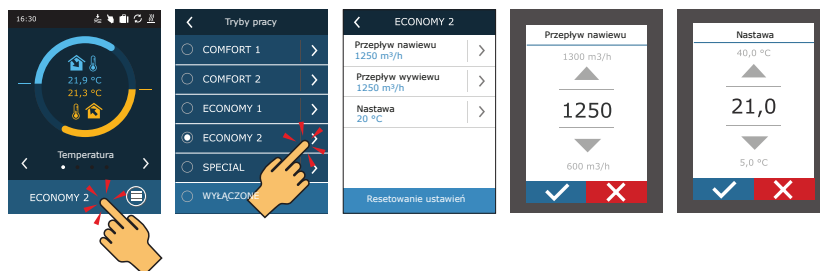 16:30
21,9 °C
21,3 °C
Temperatura
ECONOMY 2
Tryby pracy
COMFORT 1
COMFORT 2
ECONOMY 1
ECONOMY 2
SPECIAL
WYŁĄCZONE
ECONOMY 2
Przepływ nawiewu
1250 m³/h
Przepływ wywiewu
1250 m³/h
Nastawa
20 °C
Resetowanie ustawień
Przepływ nawiewu
1300 m3/h
1250
600 m3/h
Nastawa
40,0 °C
21,0
5,0 °C